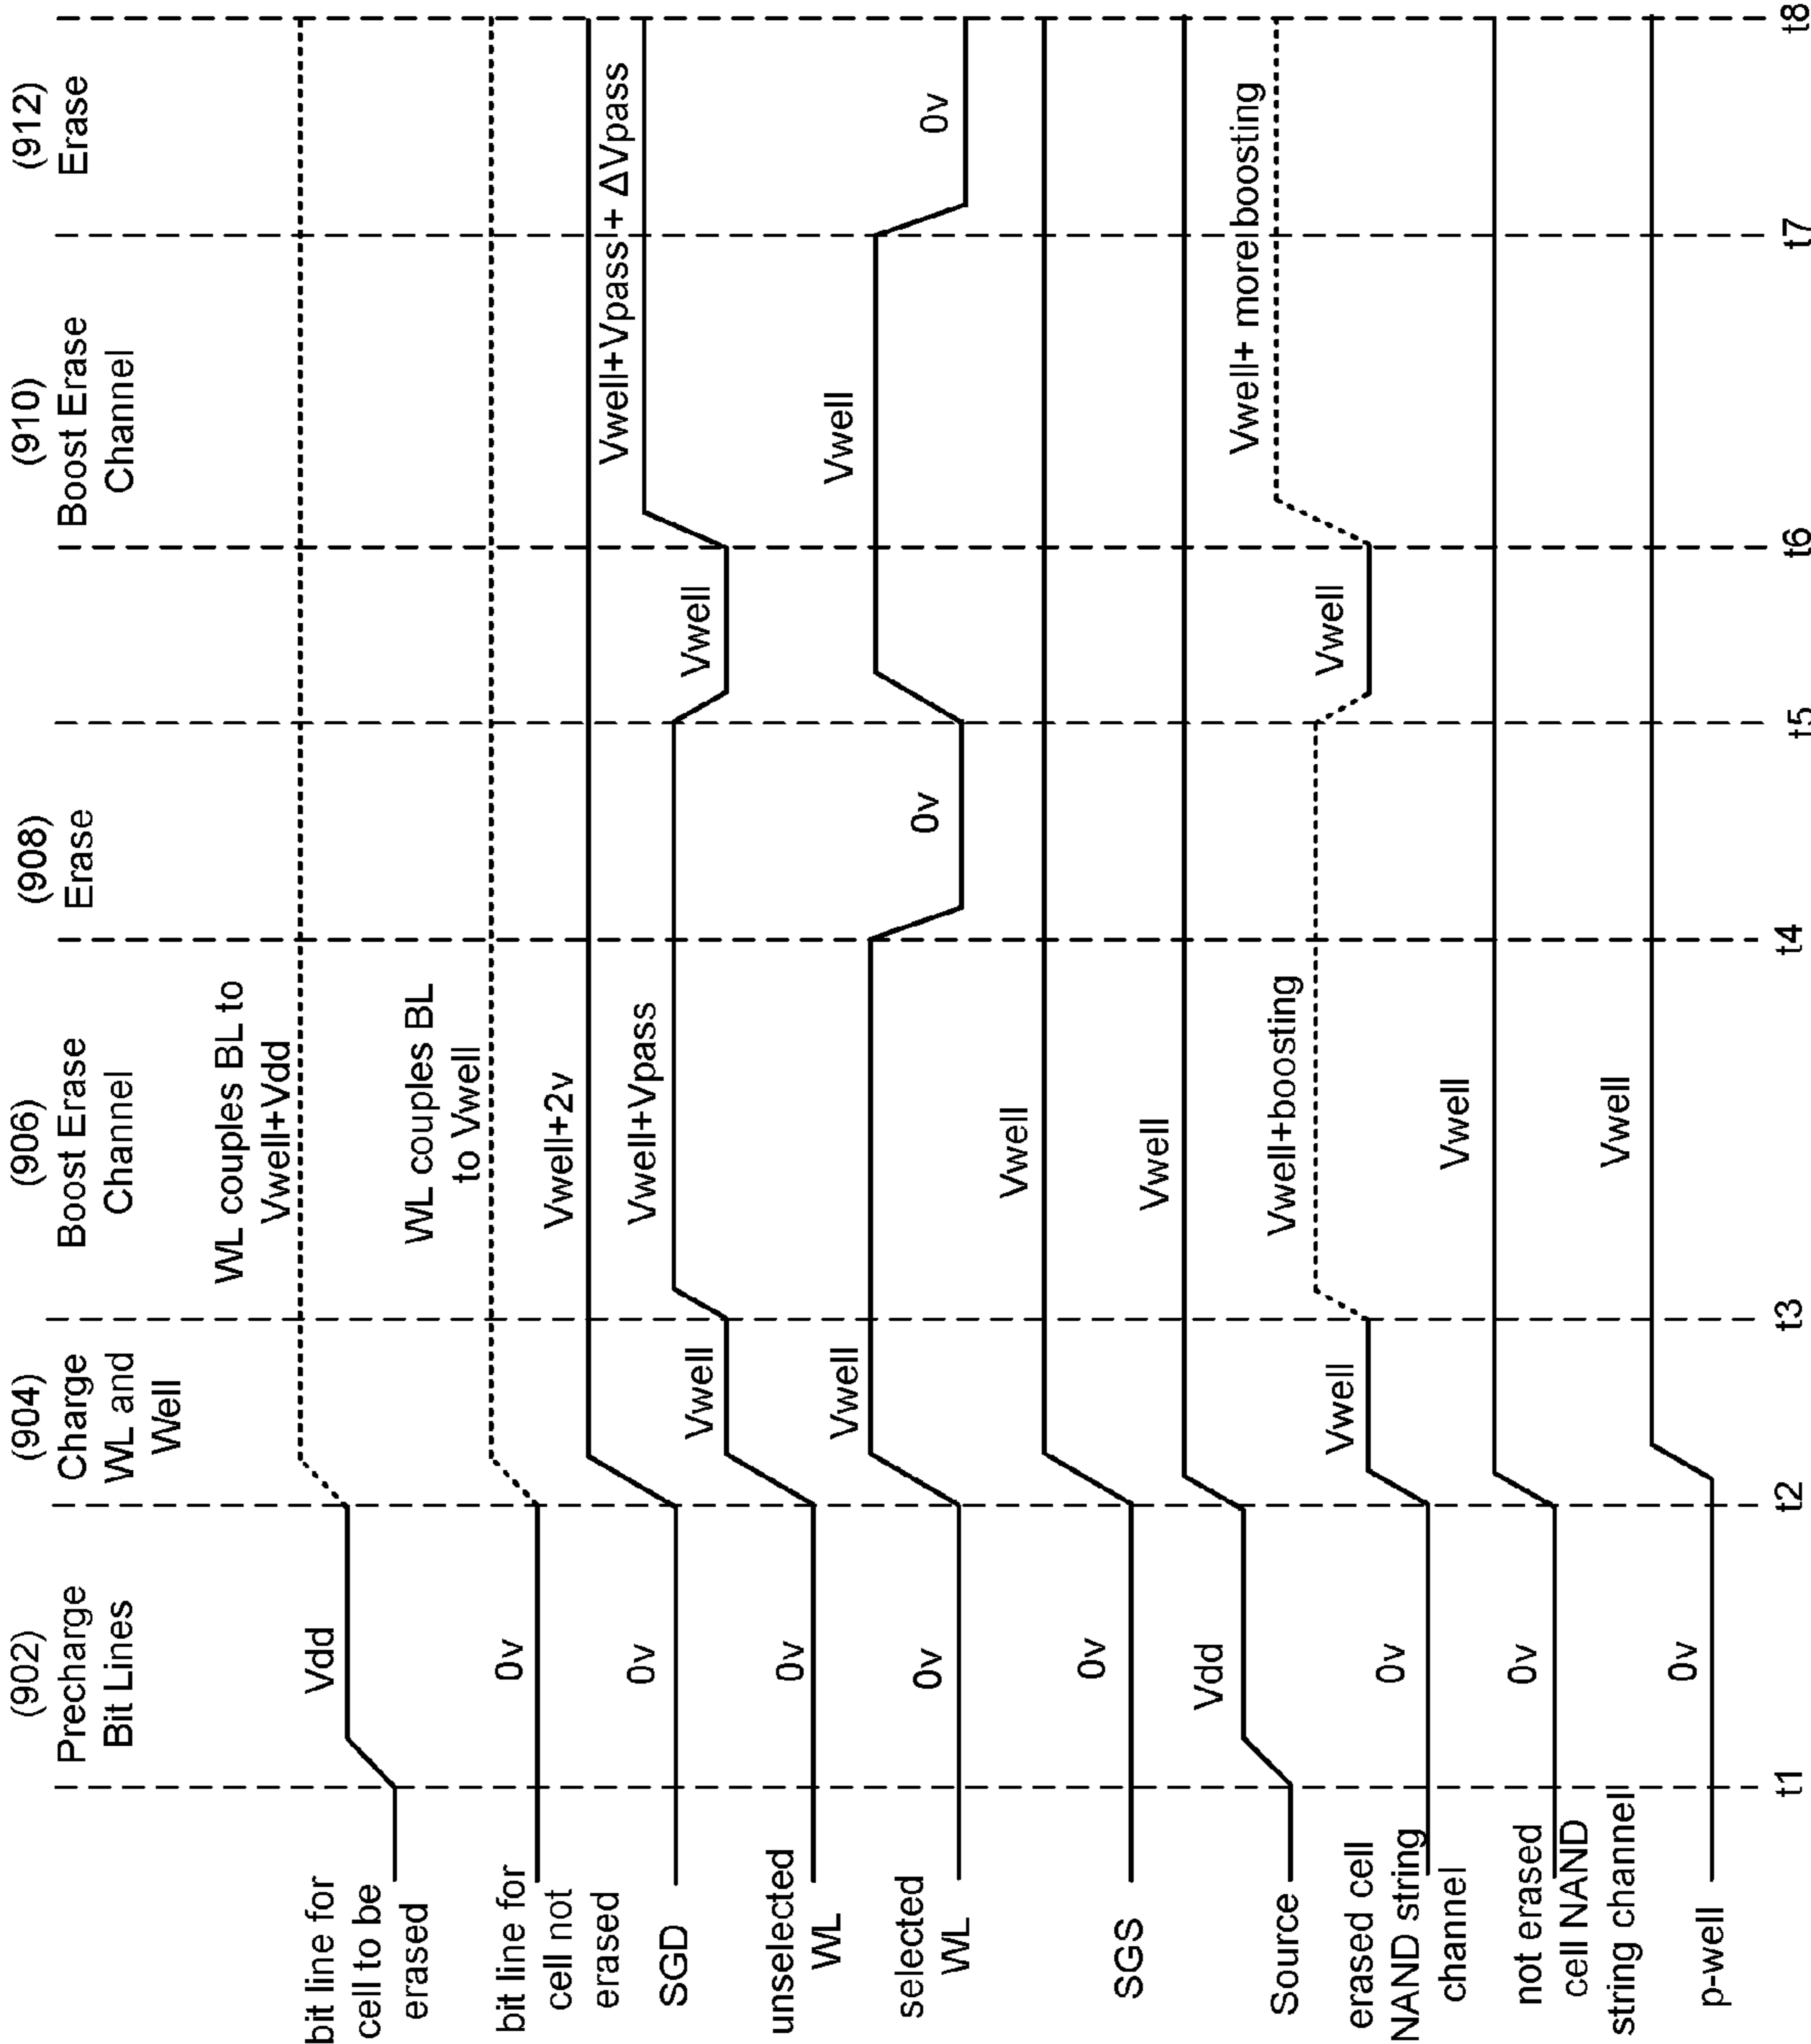 (902)
Precharge
Bit Lines
(904)
Charge
WL and
Well
(906)
Boost Erase
Channel
(908)
Erase
(910)
Boost Erase
Channel
(912)
Erase
bit line for
cell to be
erased
Vdd
WL couples BL to
Vwell+Vdd
bit line for
cell not
erased
0v
WL couples BL
to Vwell
SGD
0v
Vwell+2v
unselected
WL
0v
Vwell
Vwell+Vpass
Vwell
Vwell+Vpass + ΔVpass
selected
WL
0v
Vwell
0v
Vwell
0v
SGS
0v
Vwell
Source
Vdd
Vwell
erased cell
NAND string
channel
0v
Vwell
Vwell+boosting
Vwell
Vwell+ more boosting
not erased
cell NAND
string channel
0v
Vwell
p-well
0v
Vwell
t1
t2
t3
t4
t5
t6
t7
t8